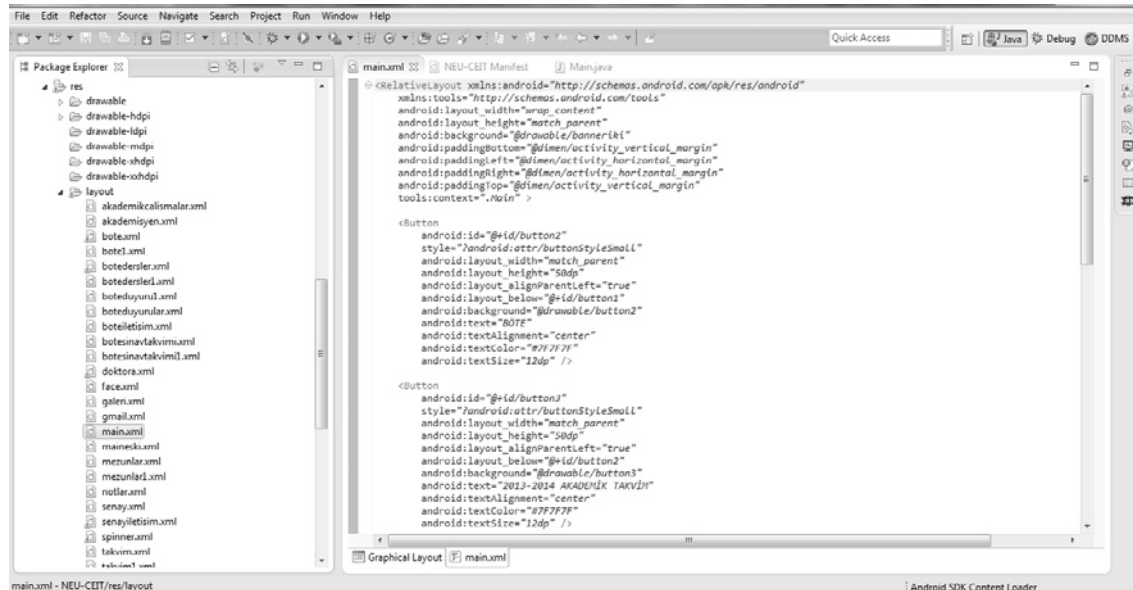 File Edit Refactor Source Navigate Search Project Run Window Help
Quick Access
Java
Debug
DDMS
Package Explorer
res
drawable
drawable-hdpi
drawable-ldpi
drawable-mdpi
drawable-xhdpi
drawable-xxhdpi
layout
akademikcalismalar.xml
akademisyen.xml
bote.xml
bote1.xml
botedersler.xml
botedersler1.xml
boteduyuru1.xml
boteduyurular.xml
boteiletisim.xml
botesinavtakvimi.xml
botesinavtakvimi1.xml
doktora.xml
face.xml
galeri.xml
gmail.xml
main.xml
maineski.xml
mezunlar.xml
mezunlar1.xml
notlar.xml
senay.xml
senayiletisim.xml
spinner.xml
takvim.xml
takvim1.xml
main.xml
NEU-CEIT Manifest
Main.java
<RelativeLayout xmlns:android="http://schemas.android.com/apk/res/android"
xmlns:tools="http://schemas.android.com/tools"
android:layout_width="wrap_content"
android:layout_height="match_parent"
android:background="@drawable/banneriki"
android:paddingBottom="@dimen/activity_vertical_margin"
android:paddingLeft="@dimen/activity_horizontal_margin"
android:paddingRight="@dimen/activity_horizontal_margin"
android:paddingTop="@dimen/activity_vertical_margin"
tools:context=".Main" >
<Button
android:id="@+id/button2"
style="?android:attr/buttonStyleSmall"
android:layout_width="match_parent"
android:layout_height="50dp"
android:layout_alignParentLeft="true"
android:layout_below="@+id/button1"
android:background="@drawable/button2"
android:text="BÖTE"
android:textAlignment="center"
android:textColor="#7F7F7F"
android:textSize="12dp" />
<Button
android:id="@+id/button3"
style="?android:attr/buttonStyleSmall"
android:layout_width="match_parent"
android:layout_height="50dp"
android:layout_alignParentLeft="true"
android:layout_below="@+id/button2"
android:background="@drawable/button3"
android:text="2013-2014 AKADEMİK TAKVİM"
android:textAlignment="center"
android:textColor="#7F7F7F"
android:textSize="12dp" />
Graphical Layout
main.xml
main.xml - NEU-CEIT/res/layout
Android SDK Content Loader